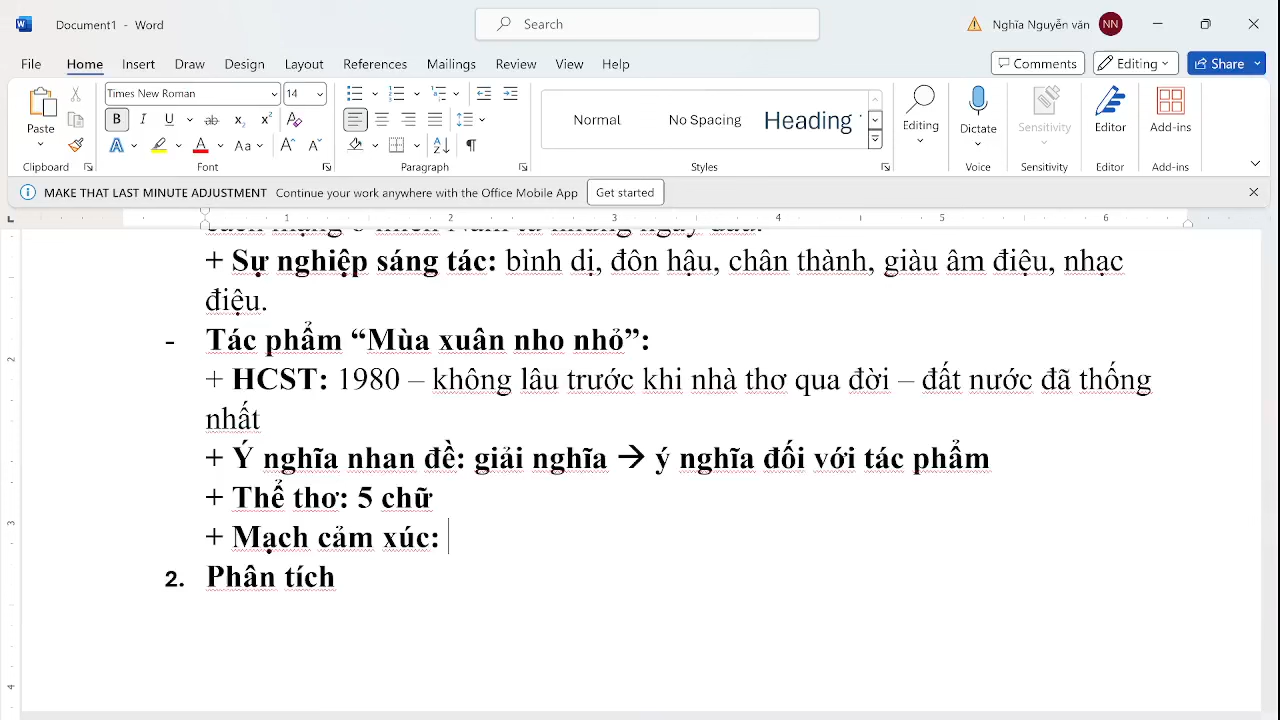 Document1 - Word
Search
Nghĩa Nguyễn văn
NN
File Home Insert Draw Design Layout References Mailings Review View Help
Comments
Editing
Share
Paste
Clipboard
Times New Roman
14
Font
Paragraph
Normal
No Spacing
Heading
Styles
Editing
Dictate
Voice
Sensitivity
Sensitivity
Editor
Editor
Add-ins
Add-ins
MAKE THAT LAST MINUTE ADJUSTMENT Continue your work anywhere with the Office Mobile App Get started
1 2 3 4 5 6
+ Sự nghiệp sáng tác: bình dị, đôn hậu, chân thành, giàu âm điệu, nhạc
điệu.
- Tác phẩm “Mùa xuân nho nhỏ”:
+ HCST: 1980 – không lâu trước khi nhà thơ qua đời – đất nước đã thống
nhất
+ Ý nghĩa nhan đề: giải nghĩa → ý nghĩa đối với tác phẩm
+ Thể thơ: 5 chữ
+ Mạch cảm xúc:
2. Phân tích